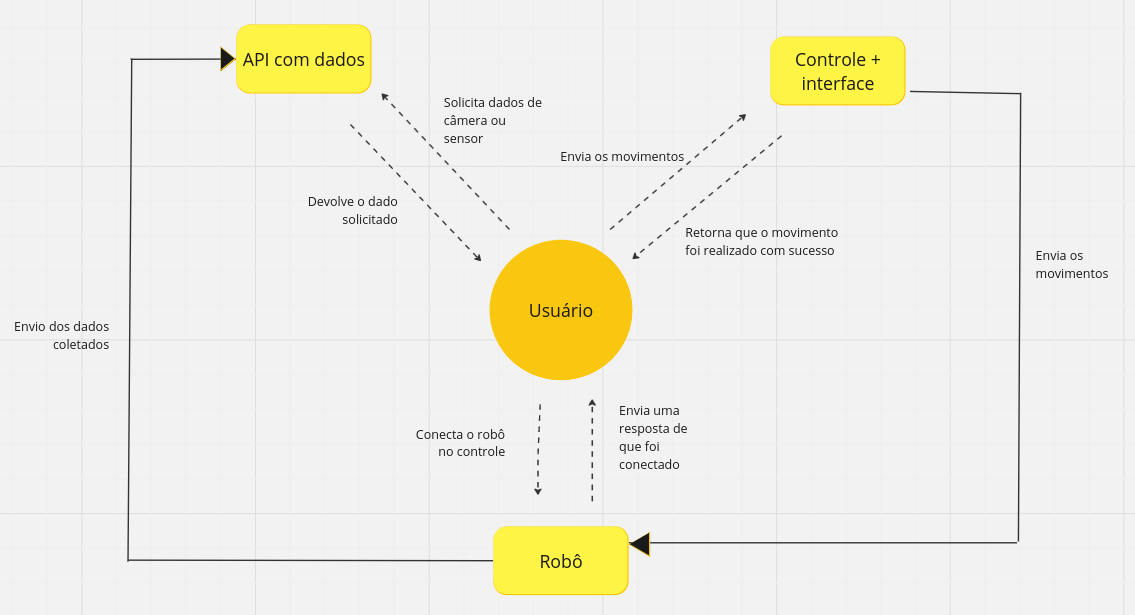 API com dados
Controle +
interface
Solicita dados de
câmera ou
sensor
Envia os movimentos
Devolve o dado
solicitado
Retorna que o movimento
foi realizado com sucesso
Envia os
movimentos
Usuário
Envio dos dados
coletados
Conecta o robô
no controle
Envia uma
resposta de
que foi
conectado
Robô